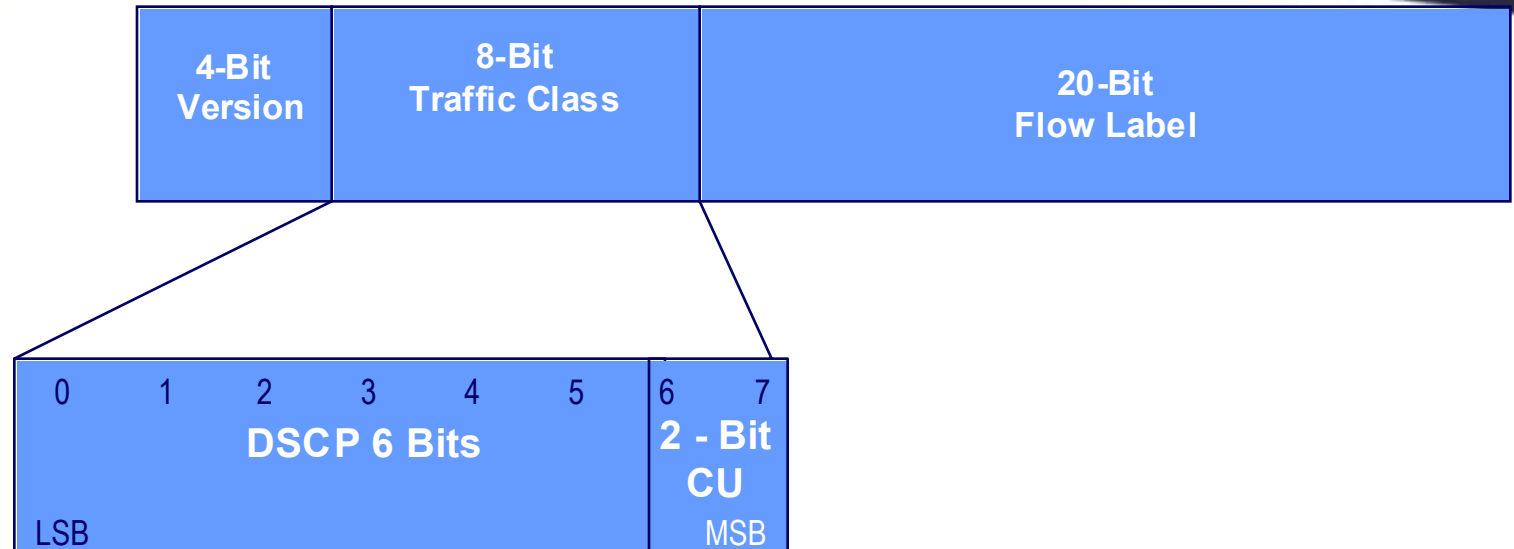 4-Bit
Version
8-Bit
Traffic Class
20-Bit
Flow Label
0 1 2 3 4 5 6 7
DSCP 6 Bits
2 - Bit
CU
LSB
MSB